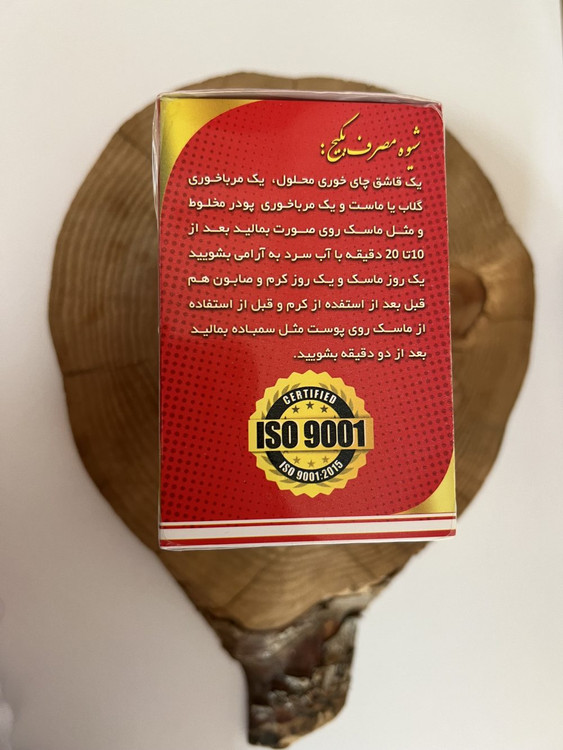 شیوه مصرف پکیج:
یک قاشق چای خوری محلول، یک مرباخوری
گلاب یا ماست و یک مرباخوری پودر مخلوط
و مثل ماسک روی صورت بمالید بعد از
10تا 20 دقیقه با آب سرد به آرامی بشویید
یک روز ماسک و یک روز کرم و صابون هم
قبل بعد از استفده از کرم و قبل از استفاده
از ماسک روی پوست مثل سمباده بمالید
بعد از دو دقیقه بشویید.
CERTIFIED
ISO 9001
ISO 9001:2015